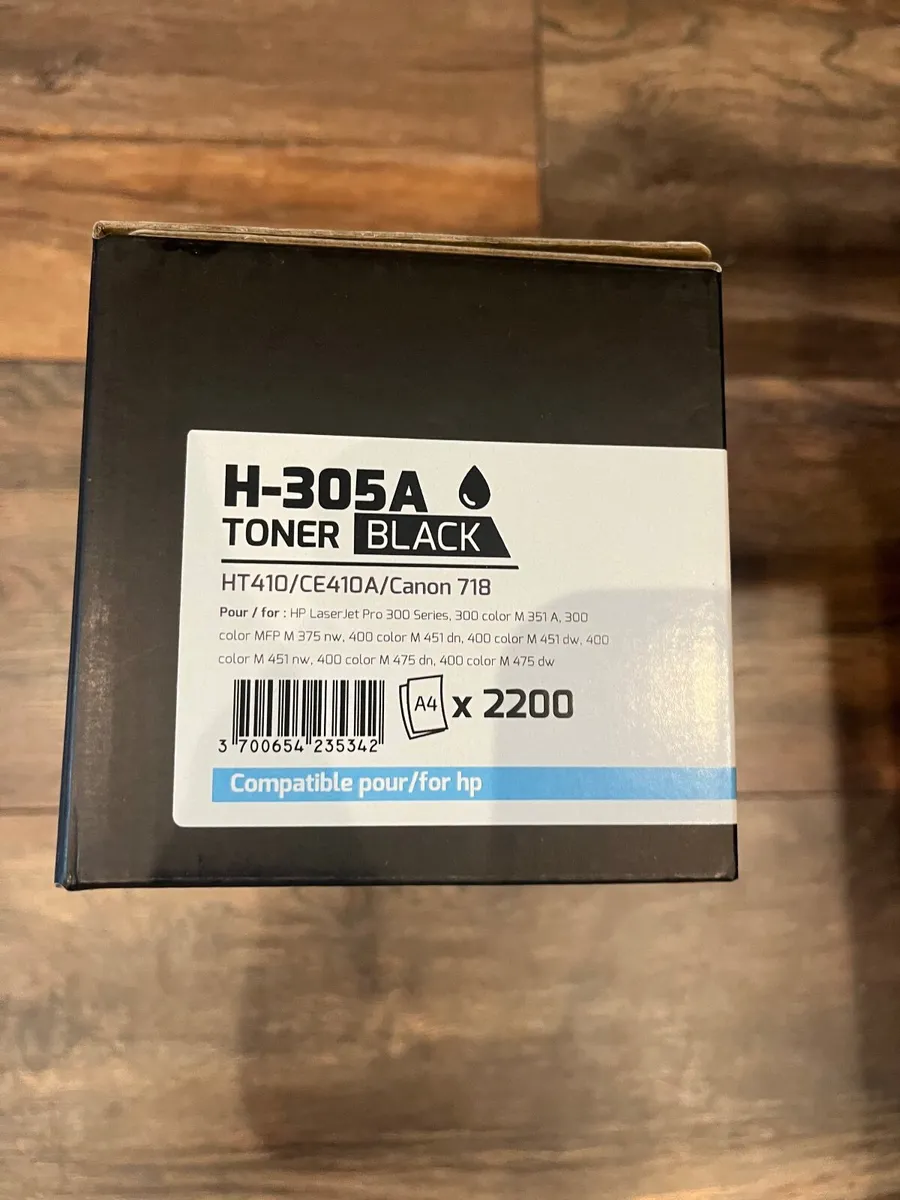 H-305A
TONER BLACK
HT410/CE410A/Canon 718
Pour / for : HP LaserJet Pro 300 Series, 300 color M 351 A, 300
color MFP M 375 nw, 400 color M 451 dn, 400 color M 451 dw, 400
color M 451 nw, 400 color M 475 dn, 400 color M 475 dw
A4 x 2200
3 700654 235342
Compatible pour/for hp